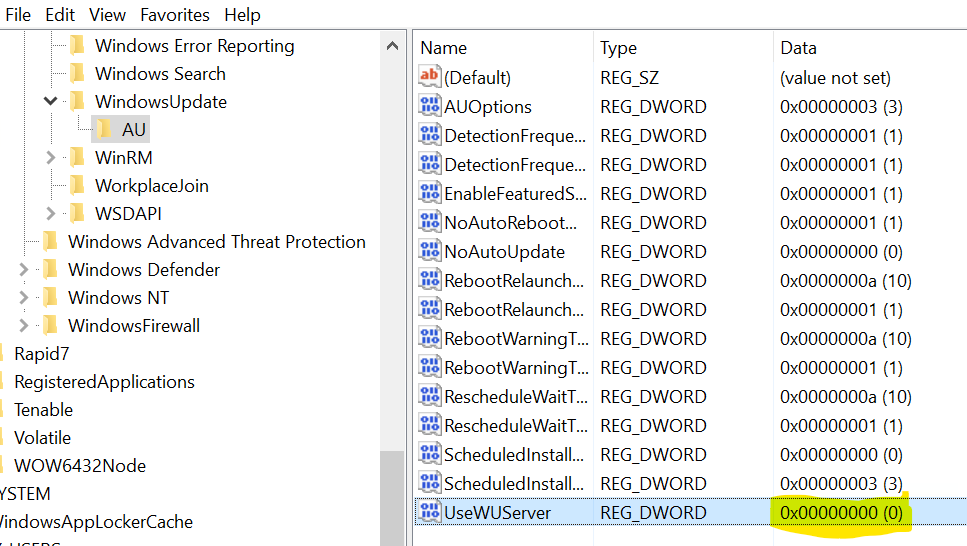 File Edit View Favorites Help
Windows Error Reporting
Windows Search
WindowsUpdate
AU
WinRM
WorkplaceJoin
WSDAPI
Windows Advanced Threat Protection
Windows Defender
Windows NT
WindowsFirewall
Rapid7
RegisteredApplications
Tenable
Volatile
WOW6432Node
YSTEM
WindowsAppLockerCache
Name Type Data
(Default) REG_SZ (value not set)
AUOptions REG_DWORD 0x00000003 (3)
DetectionFreque... REG_DWORD 0x00000001 (1)
DetectionFreque... REG_DWORD 0x00000001 (1)
EnableFeaturedS... REG_DWORD 0x00000001 (1)
NoAutoReboot... REG_DWORD 0x00000001 (1)
NoAutoUpdate REG_DWORD 0x00000000 (0)
RebootRelaunch... REG_DWORD 0x0000000a (10)
RebootRelaunch... REG_DWORD 0x00000001 (1)
RebootWarningT... REG_DWORD 0x0000000a (10)
RebootWarningT... REG_DWORD 0x00000001 (1)
RescheduleWaitT... REG_DWORD 0x0000000a (10)
RescheduleWaitT... REG_DWORD 0x00000001 (1)
ScheduledInstall... REG_DWORD 0x00000000 (0)
ScheduledInstall... REG_DWORD 0x00000003 (3)
UseWUServer REG_DWORD 0x00000000 (0)